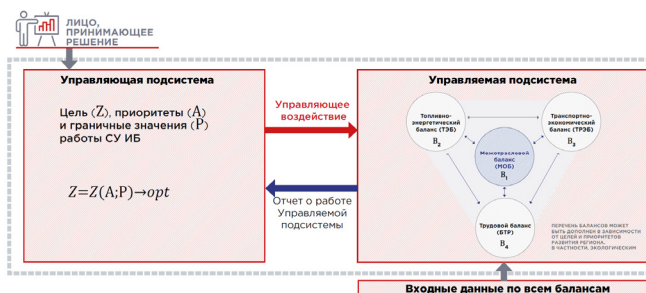 ЛИЦО,
ПРИНИМАЮЩЕЕ
РЕШЕНИЕ
Управляющая подсистема
Цель (Z), приоритеты (A)
и граничные значения (P)
работы СУ ИБ
Z=Z(A;P)→opt
Управляющее
воздействие
Отчет о работе
Управляемой
подсистемы
Управляемая подсистема
Топливно-
энергетический
баланс (ТЭБ)
B2
Транспортно-
экономический
баланс (ТРЭБ)
B3
Межотраслевой
баланс
(МОБ)
B1
Трудовой баланс
(БТР)
B4
ПЕРЕЧЕНЬ БАЛАНСОВ МОЖЕТ
БЫТЬ ДОПОЛНЕН В ЗАВИСИМОСТИ
ОТ ЦЕЛЕЙ И ПРИОРИТЕТОВ
РАЗВИТИЯ РЕГИОНА,
В ЧАСТНОСТИ, ЭКОЛОГИЧЕСКИМ
Входные данные по всем балансам